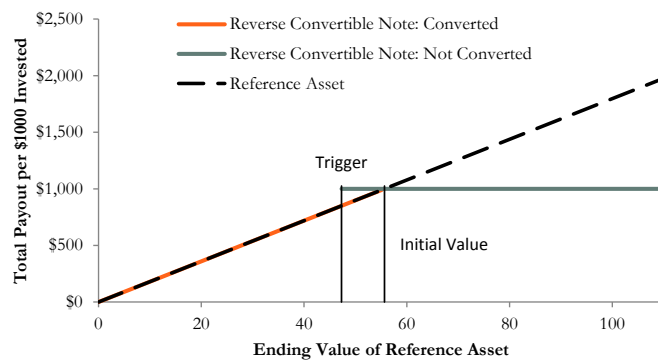 $2,500
$2,000
$1,500
$1,000
$500
$0
Total Payout per $1000 Invested
Reverse Convertible Note: Converted
Reverse Convertible Note: Not Converted
Reference Asset
Trigger
Initial Value
0 20 40 60 80 100
Ending Value of Reference Asset